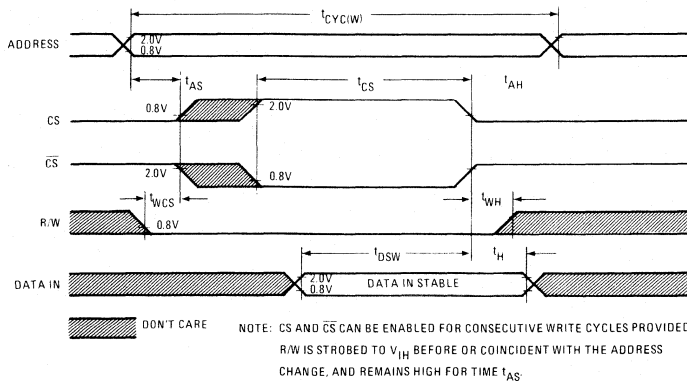 tCYC(W)
ADDRESS
2.0V
0.8V
tAS
tCS
tAH
0.8V
2.0V
CS
C̅S̅
2.0V
0.8V
tWCS
tWH
R/W
0.8V
tDSW
tH
DATA IN
2.0V
0.8V
DATA IN STABLE
DON'T CARE
NOTE: CS AND C̅S̅ CAN BE ENABLED FOR CONSECUTIVE WRITE CYCLES PROVIDED
R/W IS STROBED TO VIH BEFORE OR COINCIDENT WITH THE ADDRESS
CHANGE, AND REMAINS HIGH FOR TIME tAS.